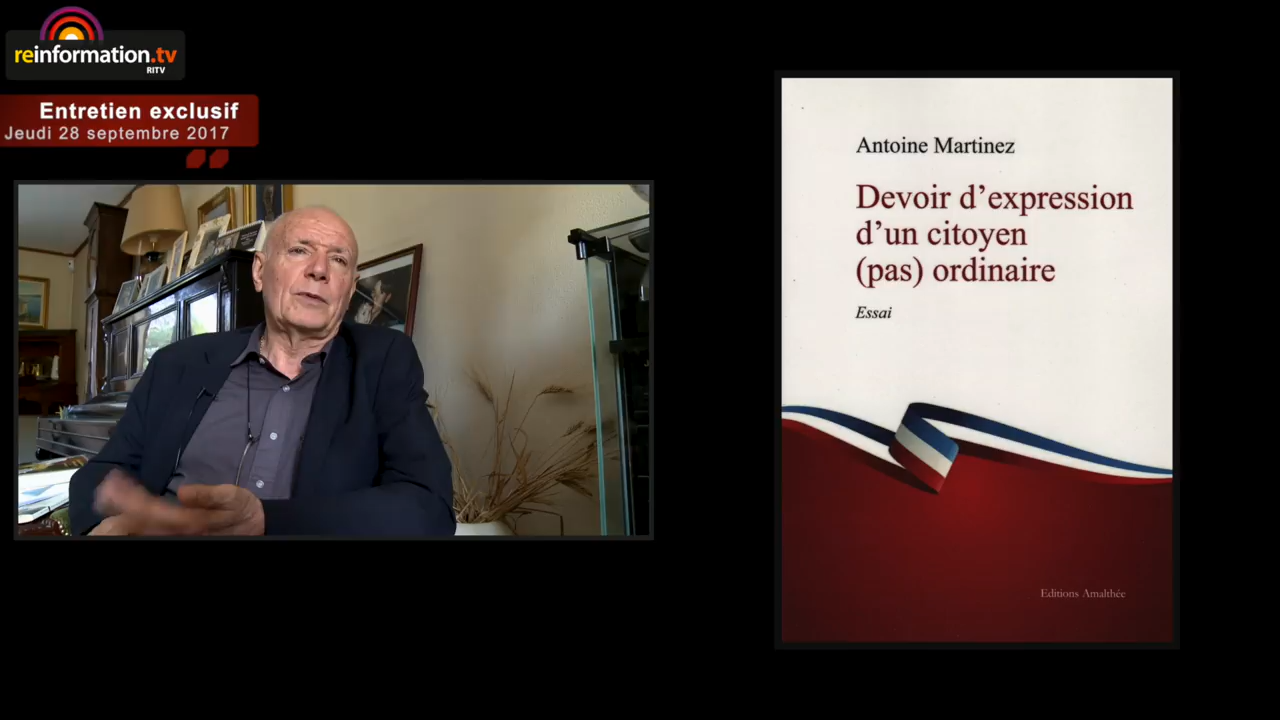 reinformation.tv
RITV
Entretien exclusif
Jeudi 28 septembre 2017
Antoine Martinez
Devoir d'expression
d'un citoyen
(pas) ordinaire
Essai
Editions Amalthée